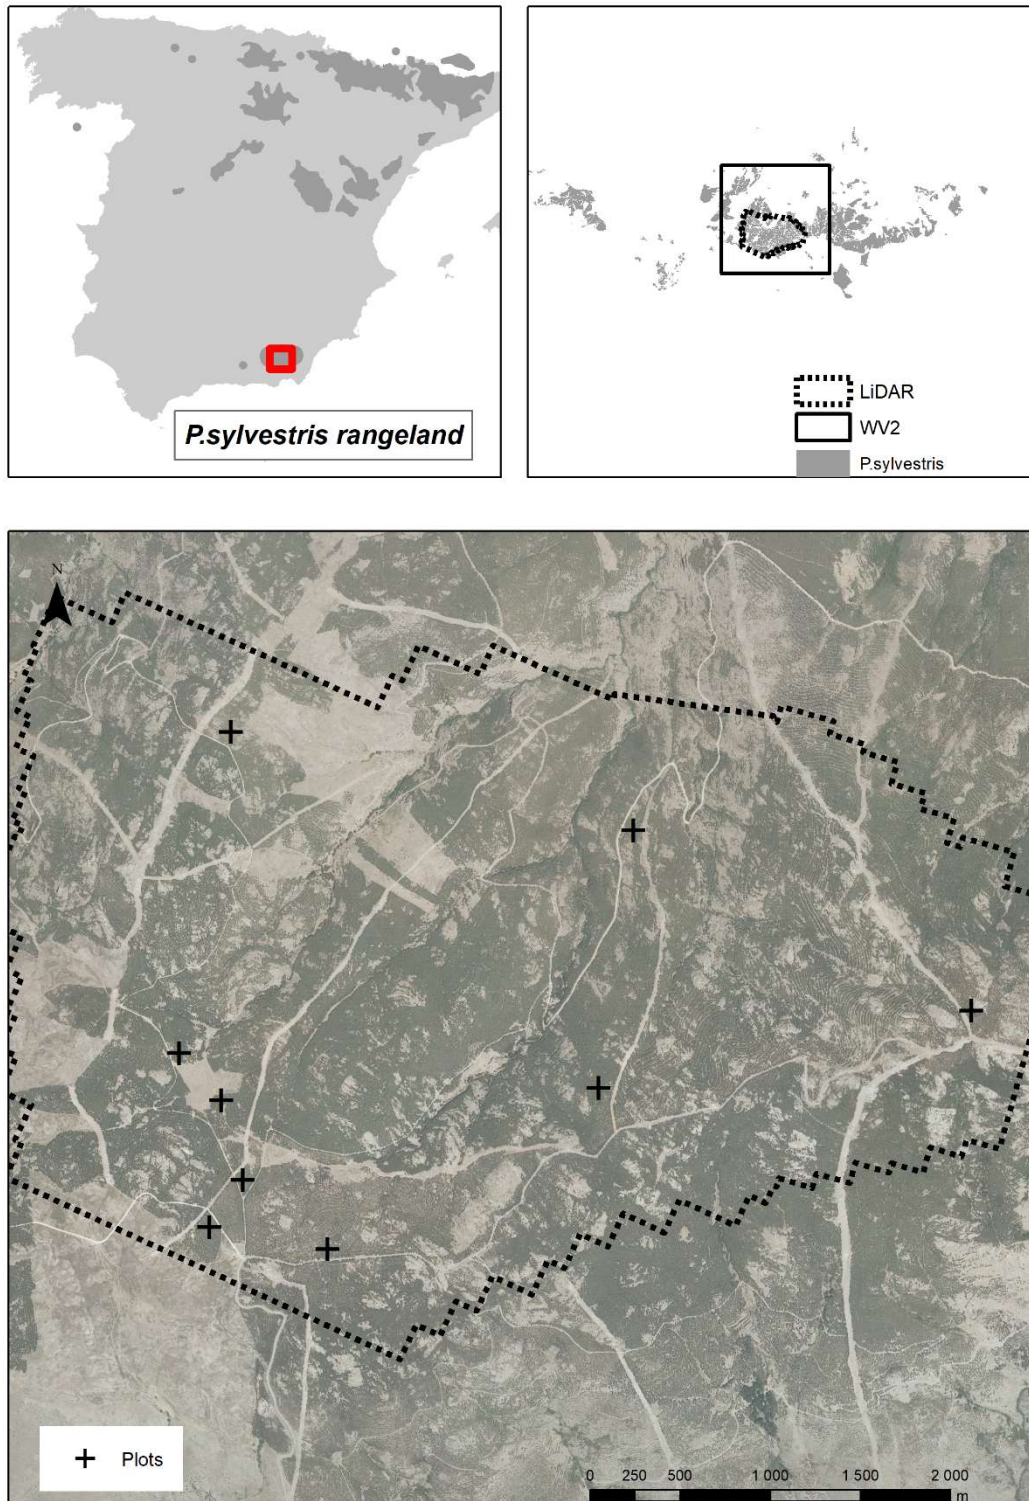 P.sylvestris rangeland
LiDAR
WV2
P.sylvestris
N
Plots
0 250 500 1 000 1 500 2 000
m